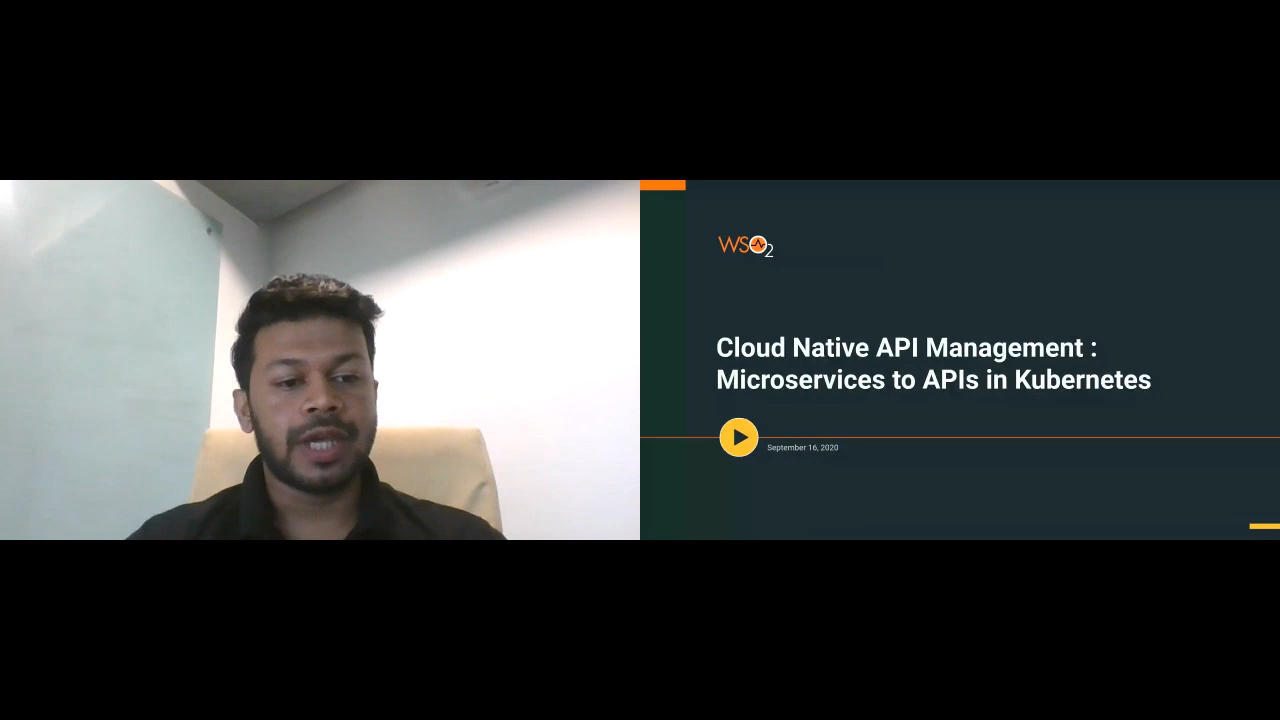 WSO2
Cloud Native API Management :
Microservices to APIs in Kubernetes
September 16, 2020